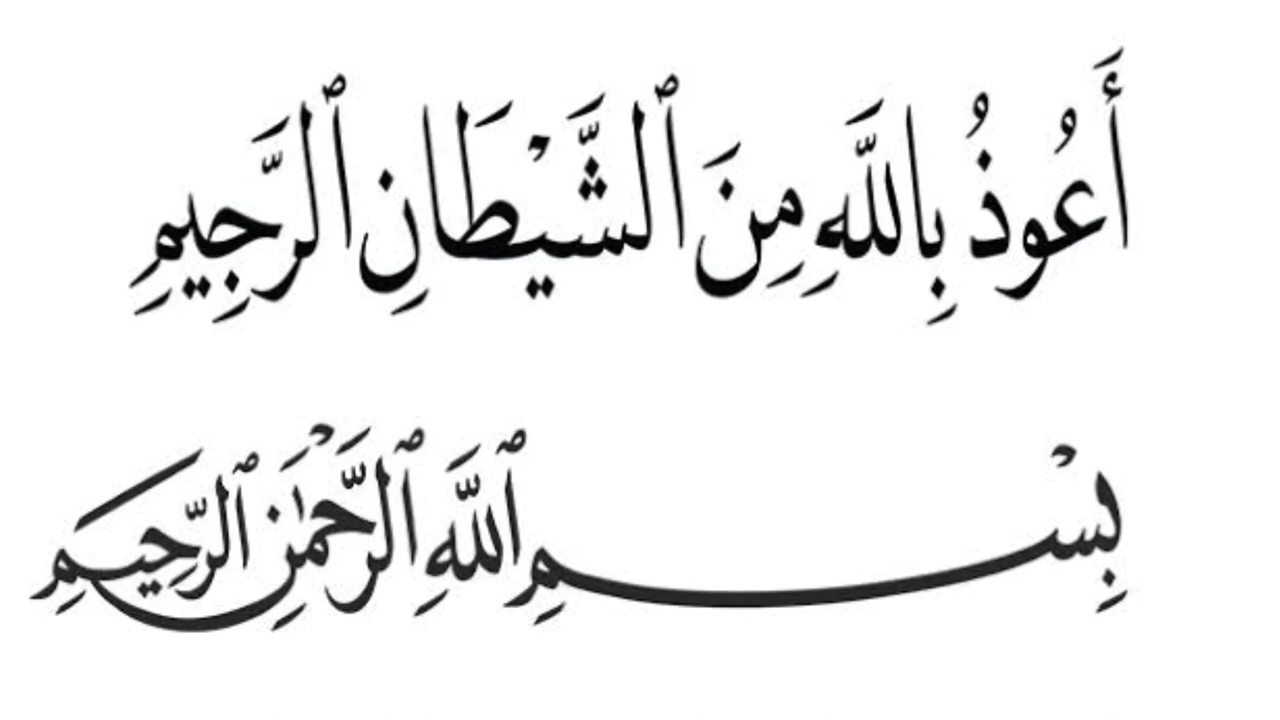 أَعُوذُ بِاللَّهِ مِنَ ٱلشَّيْطَانِ ٱلرَّجِيمِ
بِسْمِ ٱللَّهِ ٱلرَّحْمَٰنِ ٱلرَّحِيمِ